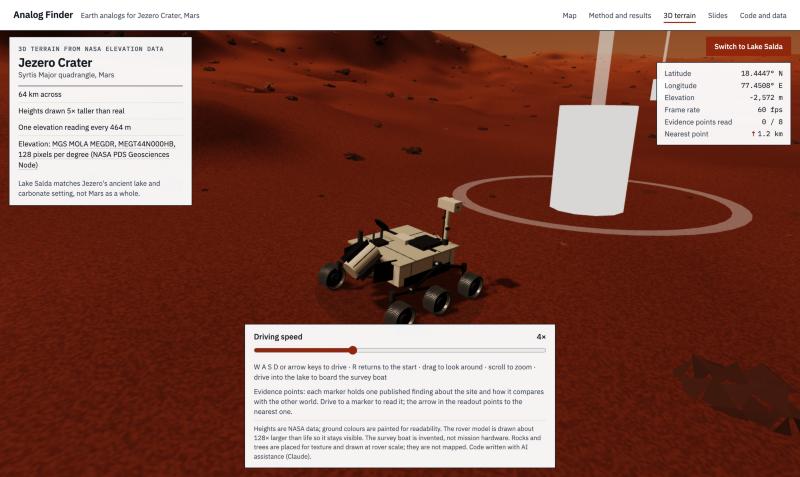 Analog Finder
Earth analogs for Jezero Crater, Mars
Map
Method and results
3D terrain
Slides
Code and data
3D TERRAIN FROM NASA ELEVATION DATA
Jezero Crater
Syrtis Major quadrangle, Mars
64 km across
Heights drawn 5× taller than real
One elevation reading every 464 m
Elevation: MGS MOLA MEGDR, MEGT44N000HB,
128 pixels per degree (NASA PDS Geosciences
Node)
Lake Salda matches Jezero's ancient lake and
carbonate setting, not Mars as a whole.
Switch to Lake Salda
Latitude 18.4447° N
Longitude 77.4508° E
Elevation -2,572 m
Frame rate 60 fps
Evidence points read 0 / 8
Nearest point ↑ 1.2 km
Driving speed 4×
W A S D or arrow keys to drive · R returns to the start · drag to look around · scroll to zoom ·
drive into the lake to board the survey boat
Evidence points: each marker holds one published finding about the site and how it compares
with the other world. Drive to a marker to read it; the arrow in the readout points to the
nearest one.
Heights are NASA data; ground colours are painted for readability. The rover model is drawn about
128× larger than life so it stays visible. The survey boat is invented, not mission hardware. Rocks and
trees are placed for texture and drawn at rover scale; they are not mapped. Code written with AI
assistance (Claude).